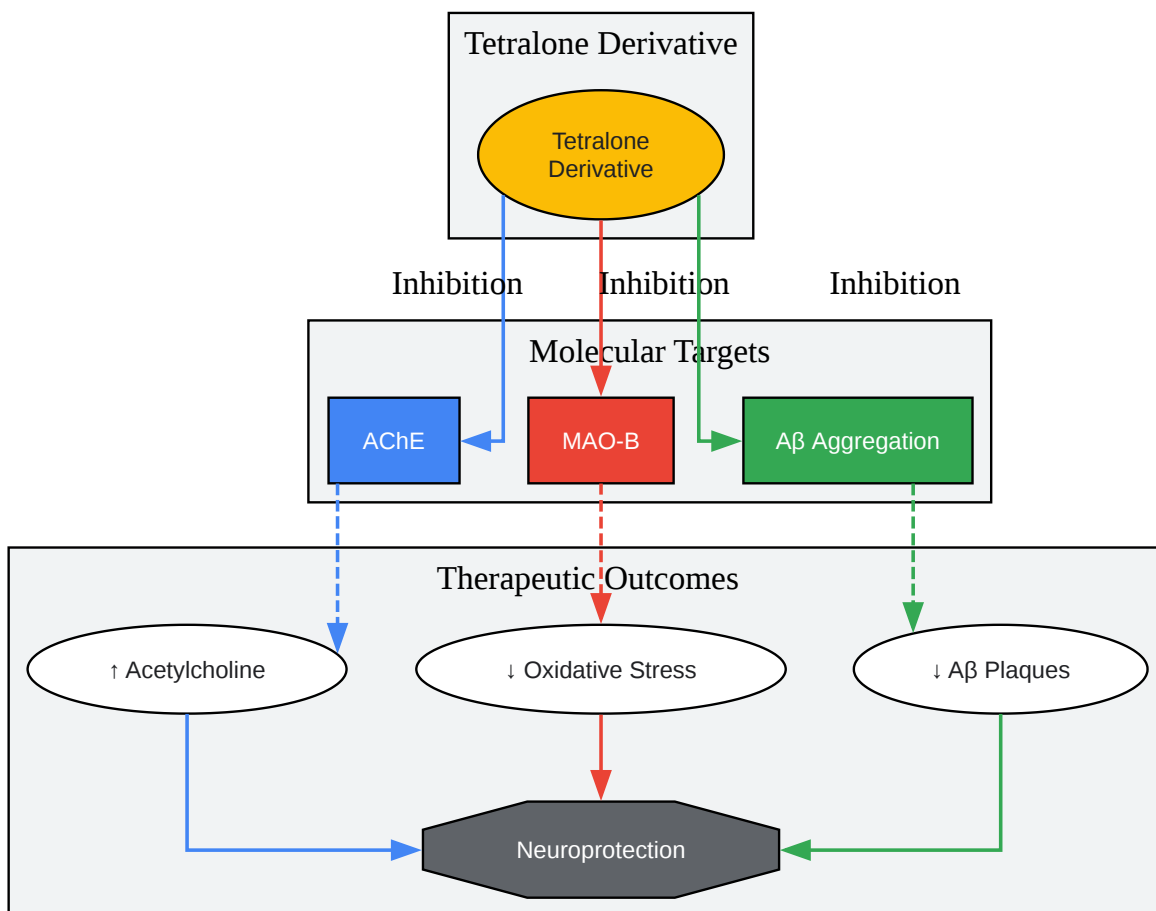 Tetralone Derivative
Tetralone
Derivative
Inhibition Inhibition Inhibition
Molecular Targets
AChE MAO-B Aβ Aggregation
Therapeutic Outcomes
↑ Acetylcholine ↓ Oxidative Stress ↓ Aβ Plaques
Neuroprotection